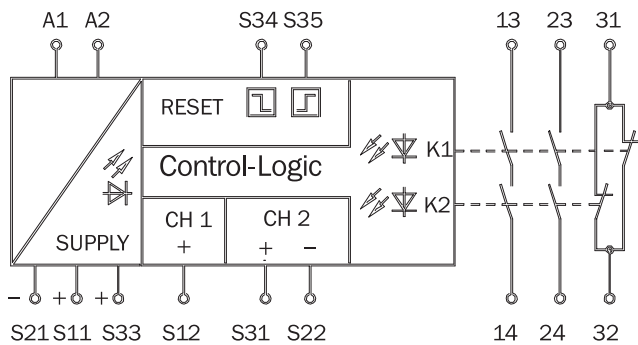 A1 A2 S34 S35 13 23 31
RESET
Control-Logic K1
CH 1 CH 2 K2
SUPPLY + + −
− + +
S21 S11 S33 S12 S31 S22 14 24 32